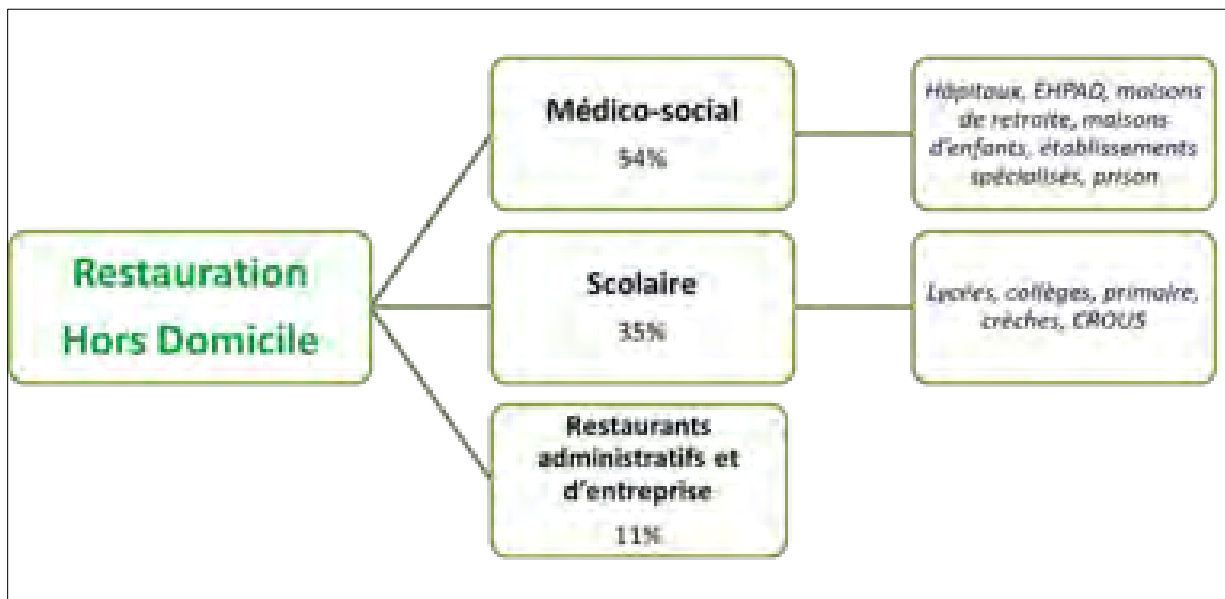 Restauration
Hors Domicile
Médico-social
54%
Hôpitaux, EHPAD, maisons
de retraite, maisons
d'enfants, établissements
spécialisés, prison
Scolaire
35%
Lycées, collèges, primaire,
crèches, CROUS
Restaurants
administratifs et
d'entreprise
11%